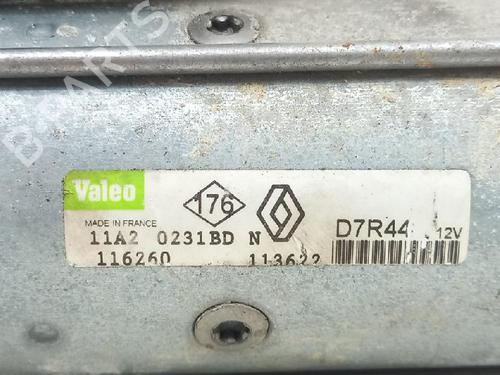 B-PARTS
Valeo
176
MADE IN FRANCE
D7R44 12V
11A2 0231BD N
116260 113622